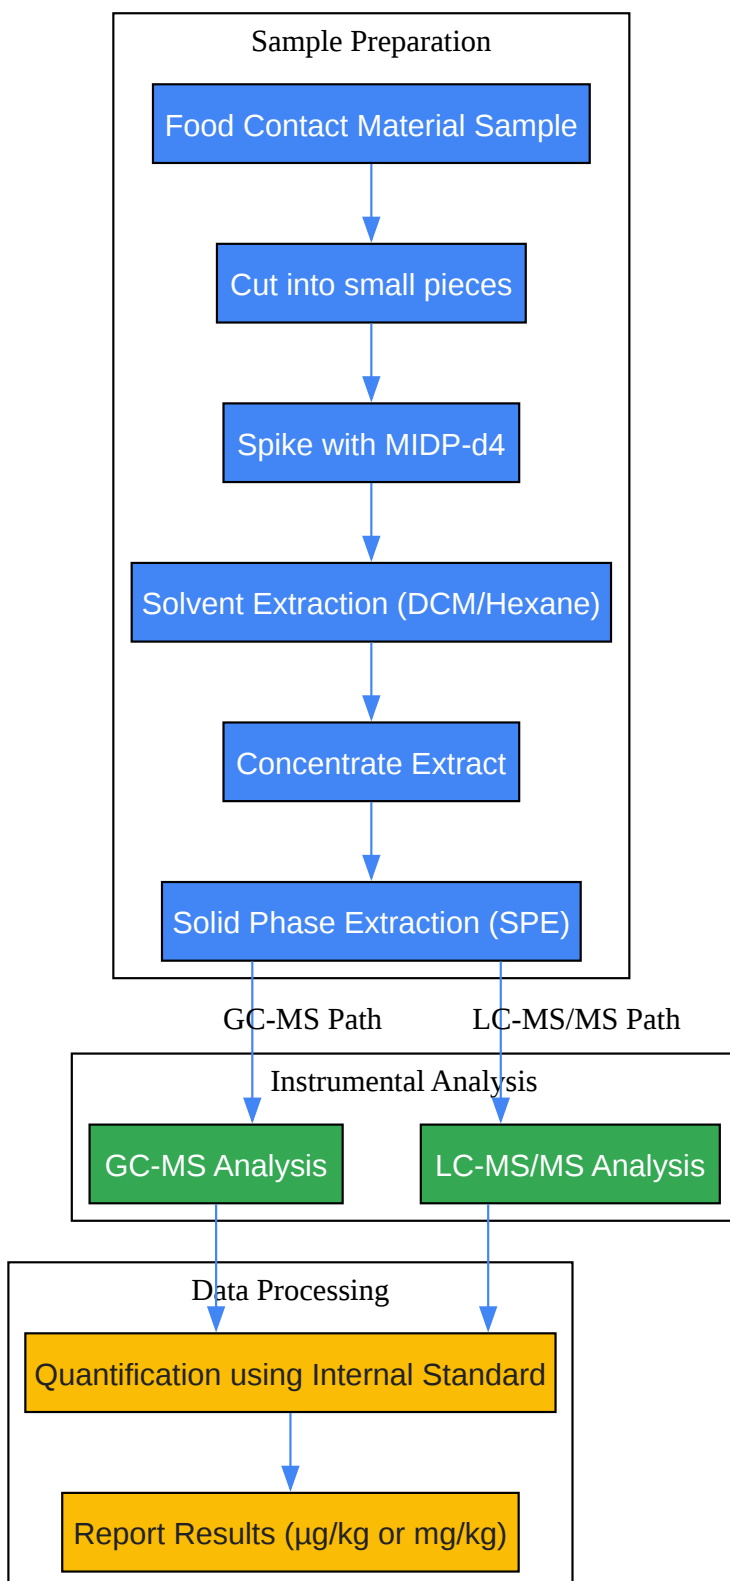 Sample Preparation
Food Contact Material Sample
Cut into small pieces
Spike with MIDP-d4
Solvent Extraction (DCM/Hexane)
Concentrate Extract
Solid Phase Extraction (SPE)
GC-MS Path
LC-MS/MS Path
Instrumental Analysis
GC-MS Analysis
LC-MS/MS Analysis
Data Processing
Quantification using Internal Standard
Report Results (µg/kg or mg/kg)